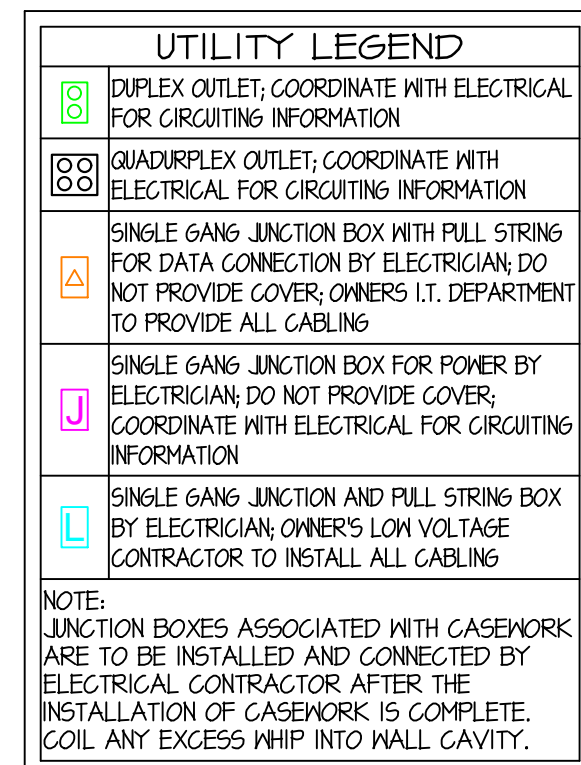 UTILITY LEGEND
DUPLEX OUTLET; COORDINATE WITH ELECTRICAL
FOR CIRCUITING INFORMATION
QUADURPLEX OUTLET; COORDINATE WITH
ELECTRICAL FOR CIRCUITING INFORMATION
SINGLE GANG JUNCTION BOX WITH PULL STRING
FOR DATA CONNECTION BY ELECTRICIAN; DO
NOT PROVIDE COVER; OWNERS I.T. DEPARTMENT
TO PROVIDE ALL CABLING
J
SINGLE GANG JUNCTION BOX FOR POWER BY
ELECTRICIAN; DO NOT PROVIDE COVER;
COORDINATE WITH ELECTRICAL FOR CIRCUITING
INFORMATION
L
SINGLE GANG JUNCTION AND PULL STRING BOX
BY ELECTRICIAN; OWNER'S LOW VOLTAGE
CONTRACTOR TO INSTALL ALL CABLING
NOTE:
JUNCTION BOXES ASSOCIATED WITH CASEWORK
ARE TO BE INSTALLED AND CONNECTED BY
ELECTRICAL CONTRACTOR AFTER THE
INSTALLATION OF CASEWORK IS COMPLETE.
COIL ANY EXCESS WHIP INTO WALL CAVITY.